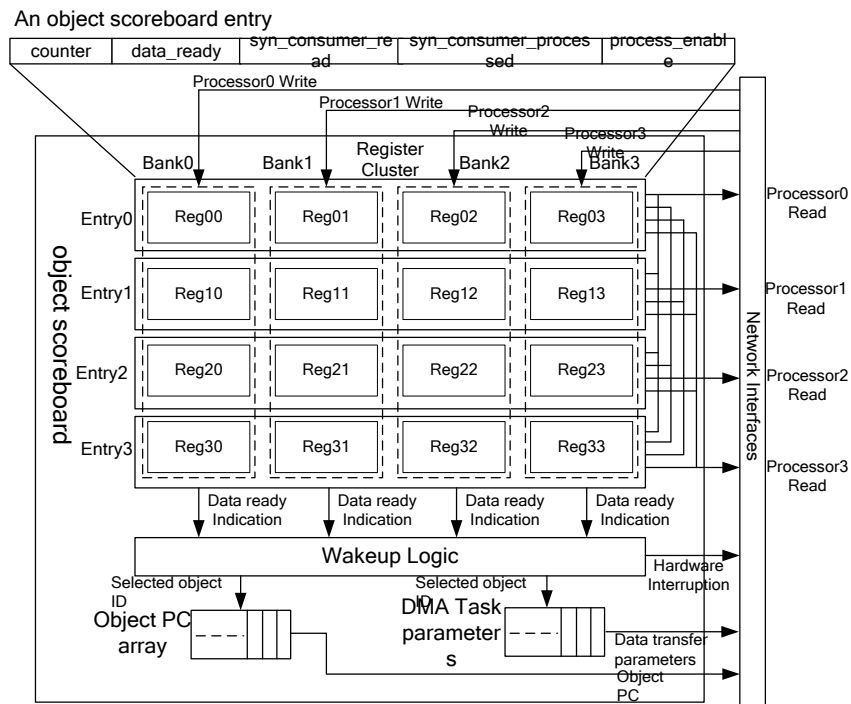 An object scoreboard entry
counter
data_ready
syn_consumer_re
ad
syn_consumer_proces
sed
process_enabl
e
Processor0 Write
Processor1 Write
Processor2
Write
Processor3
Write
Register
Cluster
Bank0
Bank1
Bank2
Bank3
Entry0
Reg00
Reg01
Reg02
Reg03
Processor0
Read
Entry1
Reg10
Reg11
Reg12
Reg13
Processor1
Read
Entry2
Reg20
Reg21
Reg22
Reg23
Processor2
Read
Entry3
Reg30
Reg31
Reg32
Reg33
Processor3
Read
object scoreboard
Network Interfaces
Data ready
Indication
Data ready
Indication
Data ready
Indication
Data ready
Indication
Wakeup Logic
Hardware
Interruption
Selected object
ID
Selected object
ID
Object PC
array
DMA Task
parameter
s
Data transfer
parameters
Object
PC